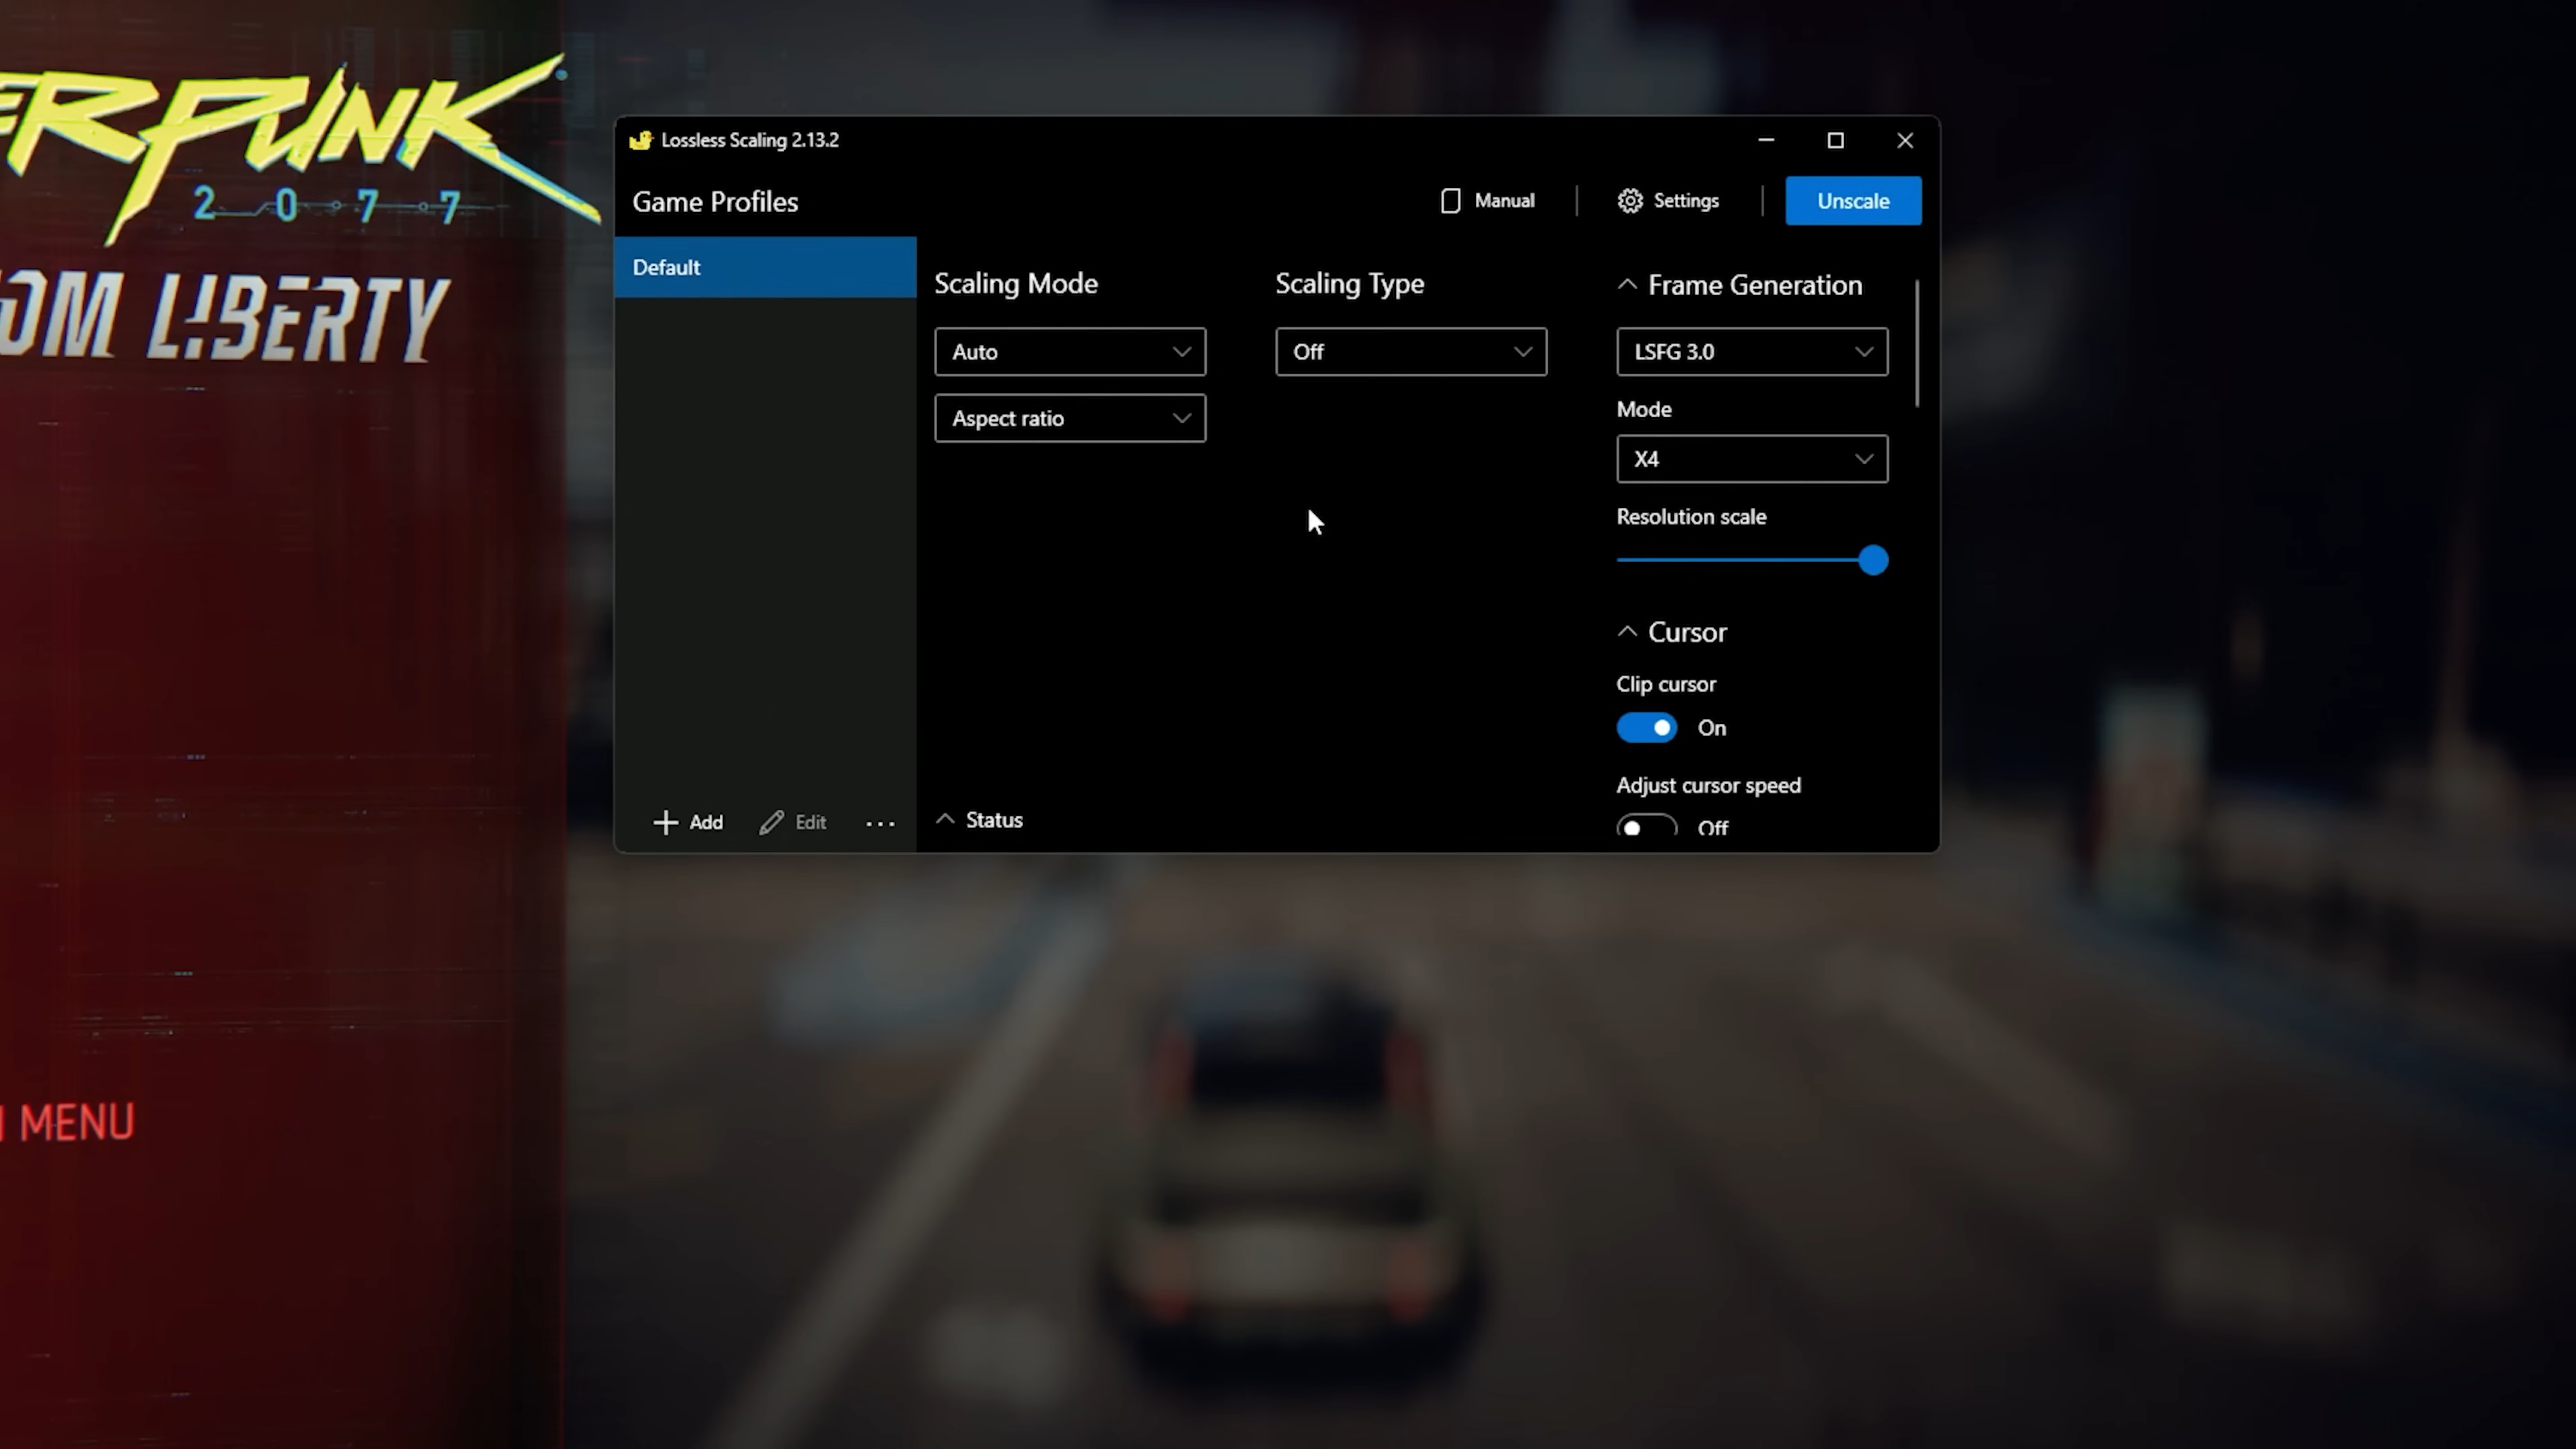 ERPUNK
2077
OM LIBERTY
MENU
Lossless Scaling 2.13.2
Game Profiles
Manual
Settings
Unscale
Default
Scaling Mode
Auto
Aspect ratio
Scaling Type
Off
Frame Generation
LSFG 3.0
Mode
X4
Resolution scale
Cursor
Clip cursor
On
Adjust cursor speed
Off
Add
Edit
Status